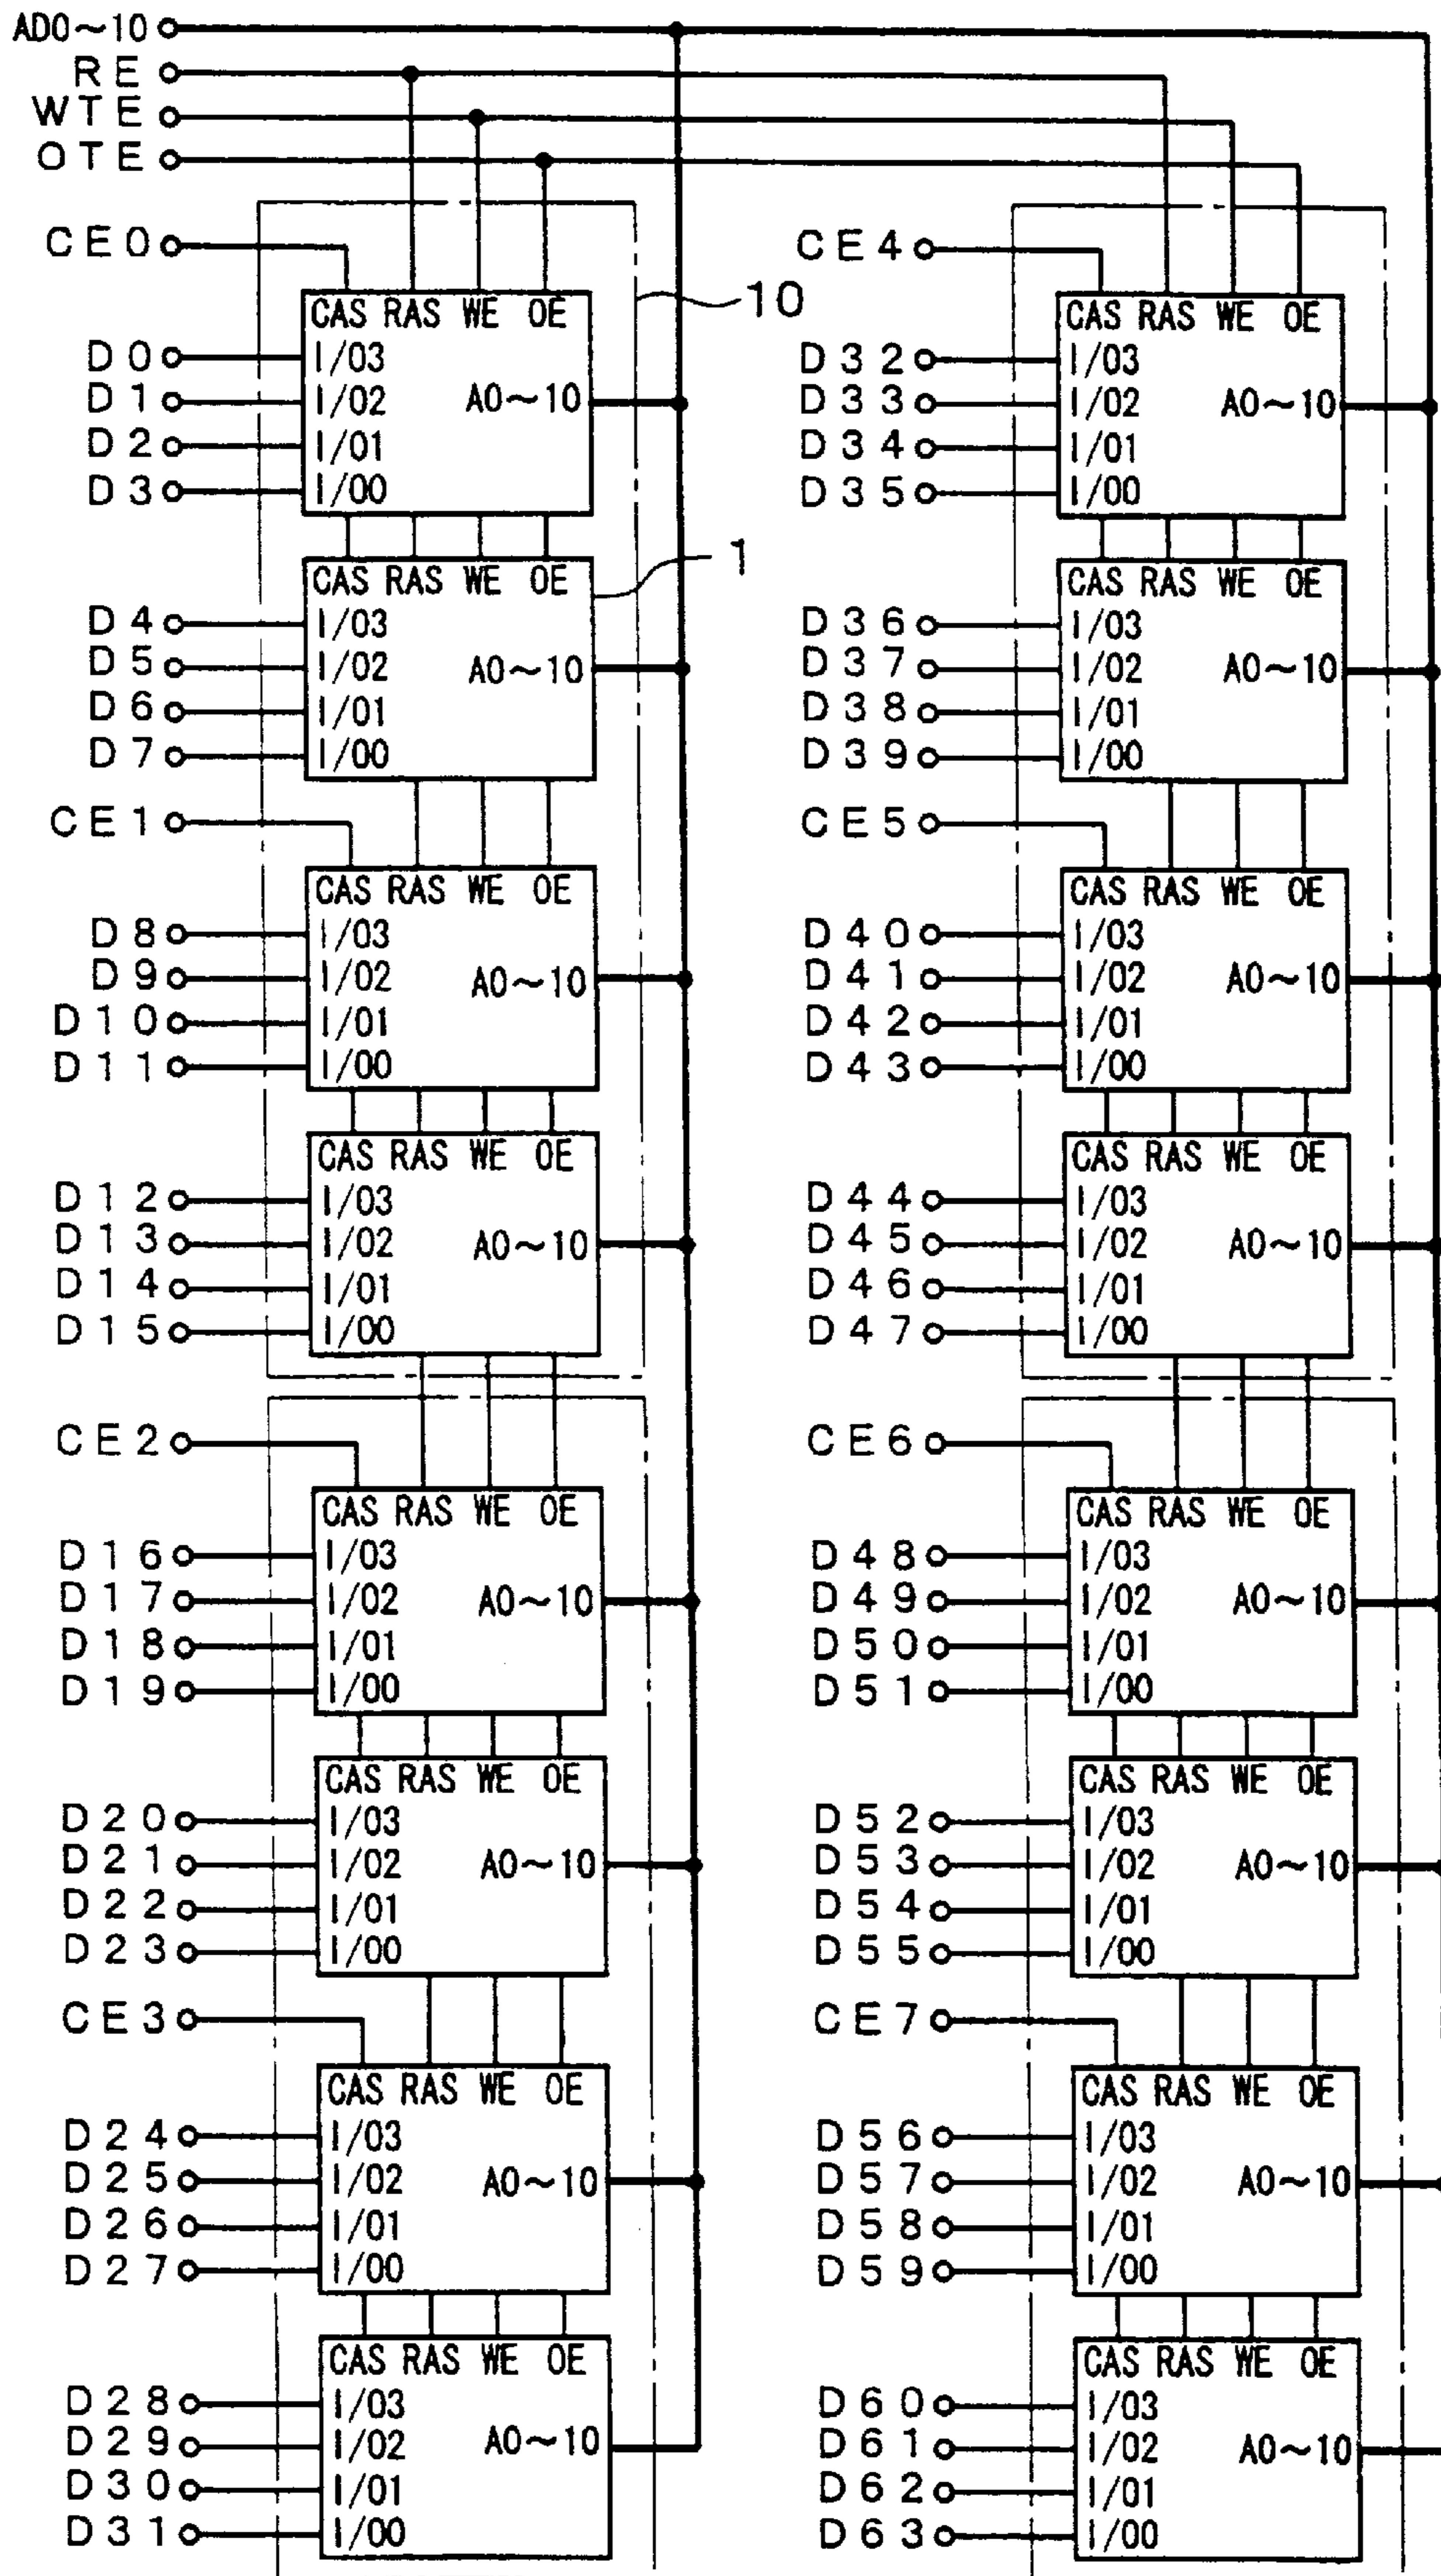 AD0~10
RE
WTE
OTE
CE0
10
CAS RAS WE OE
D0 I/03
D1 I/02 A0~10
D2 I/01
D3 I/00
1
CAS RAS WE OE
D4 I/03
D5 I/02 A0~10
D6 I/01
D7 I/00
CE1
CAS RAS WE OE
D8 I/03
D9 I/02 A0~10
D10 I/01
D11 I/00
CAS RAS WE OE
D12 I/03
D13 I/02 A0~10
D14 I/01
D15 I/00
CE2
CAS RAS WE OE
D16 I/03
D17 I/02 A0~10
D18 I/01
D19 I/00
CAS RAS WE OE
D20 I/03
D21 I/02 A0~10
D22 I/01
D23 I/00
CE3
CAS RAS WE OE
D24 I/03
D25 I/02 A0~10
D26 I/01
D27 I/00
CAS RAS WE OE
D28 I/03
D29 I/02 A0~10
D30 I/01
D31 I/00
CE4
CAS RAS WE OE
D32 I/03
D33 I/02 A0~10
D34 I/01
D35 I/00
CAS RAS WE OE
D36 I/03
D37 I/02 A0~10
D38 I/01
D39 I/00
CE5
CAS RAS WE OE
D40 I/03
D41 I/02 A0~10
D42 I/01
D43 I/00
CAS RAS WE OE
D44 I/03
D45 I/02 A0~10
D46 I/01
D47 I/00
CE6
CAS RAS WE OE
D48 I/03
D49 I/02 A0~10
D50 I/01
D51 I/00
CAS RAS WE OE
D52 I/03
D53 I/02 A0~10
D54 I/01
D55 I/00
CE7
CAS RAS WE OE
D56 I/03
D57 I/02 A0~10
D58 I/01
D59 I/00
CAS RAS WE OE
D60 I/03
D61 I/02 A0~10
D62 I/01
D63 I/00